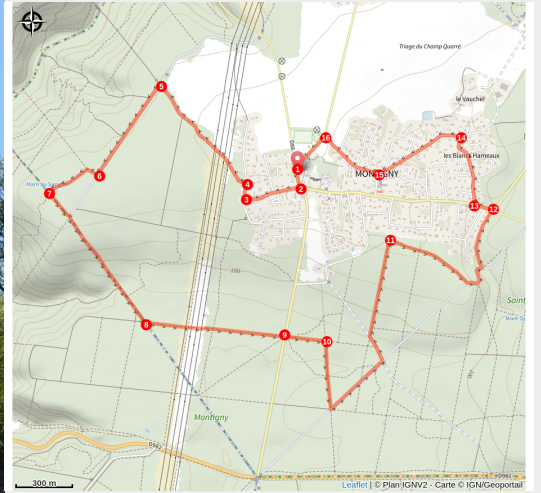 Triage du Champ Quarré
le Vauchel
5
16
14
les Blancs Hameaux
1
MONTIGNY
15
6
4
2
7
3
13
12
11
100
8
9
10
Montigny
300 m
Leaflet | © Plan IGNV2 - Carte © IGN/Geoportail